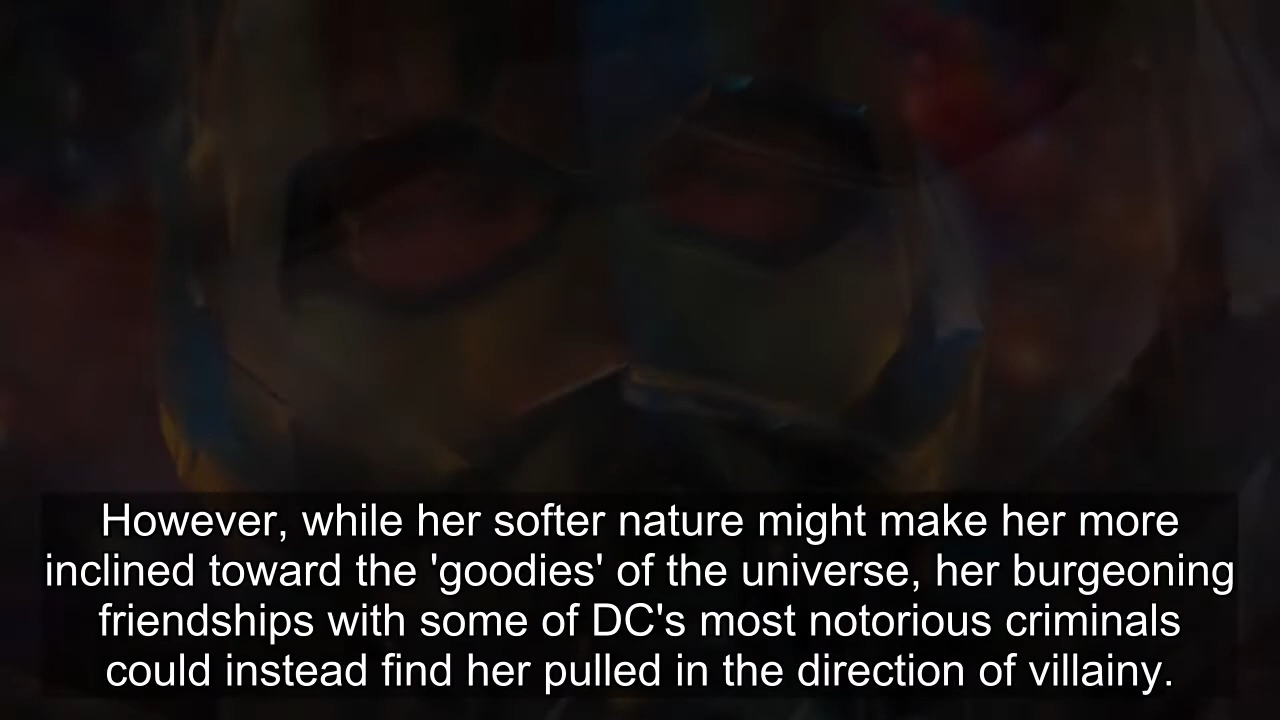 However, while her softer nature might make her more
inclined toward the 'goodies' of the universe, her burgeoning
friendships with some of DC's most notorious criminals
could instead find her pulled in the direction of villainy.